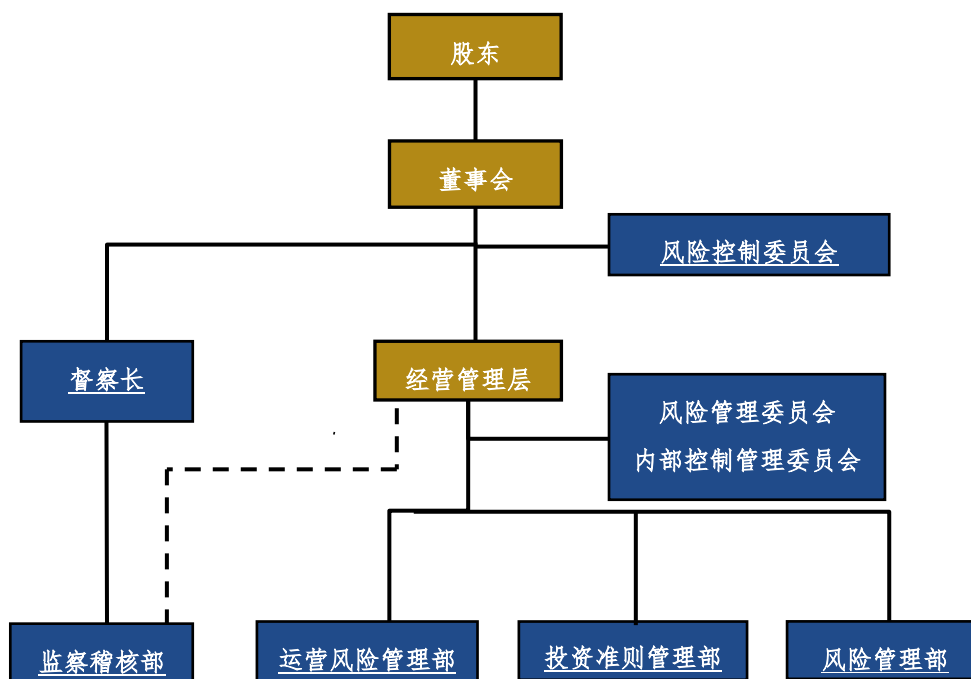 股东
董事会
风险控制委员会
督察长
经营管理层
风险管理委员会
内部控制管理委员会
监察稽核部
运营风险管理部
投资准则管理部
风险管理部